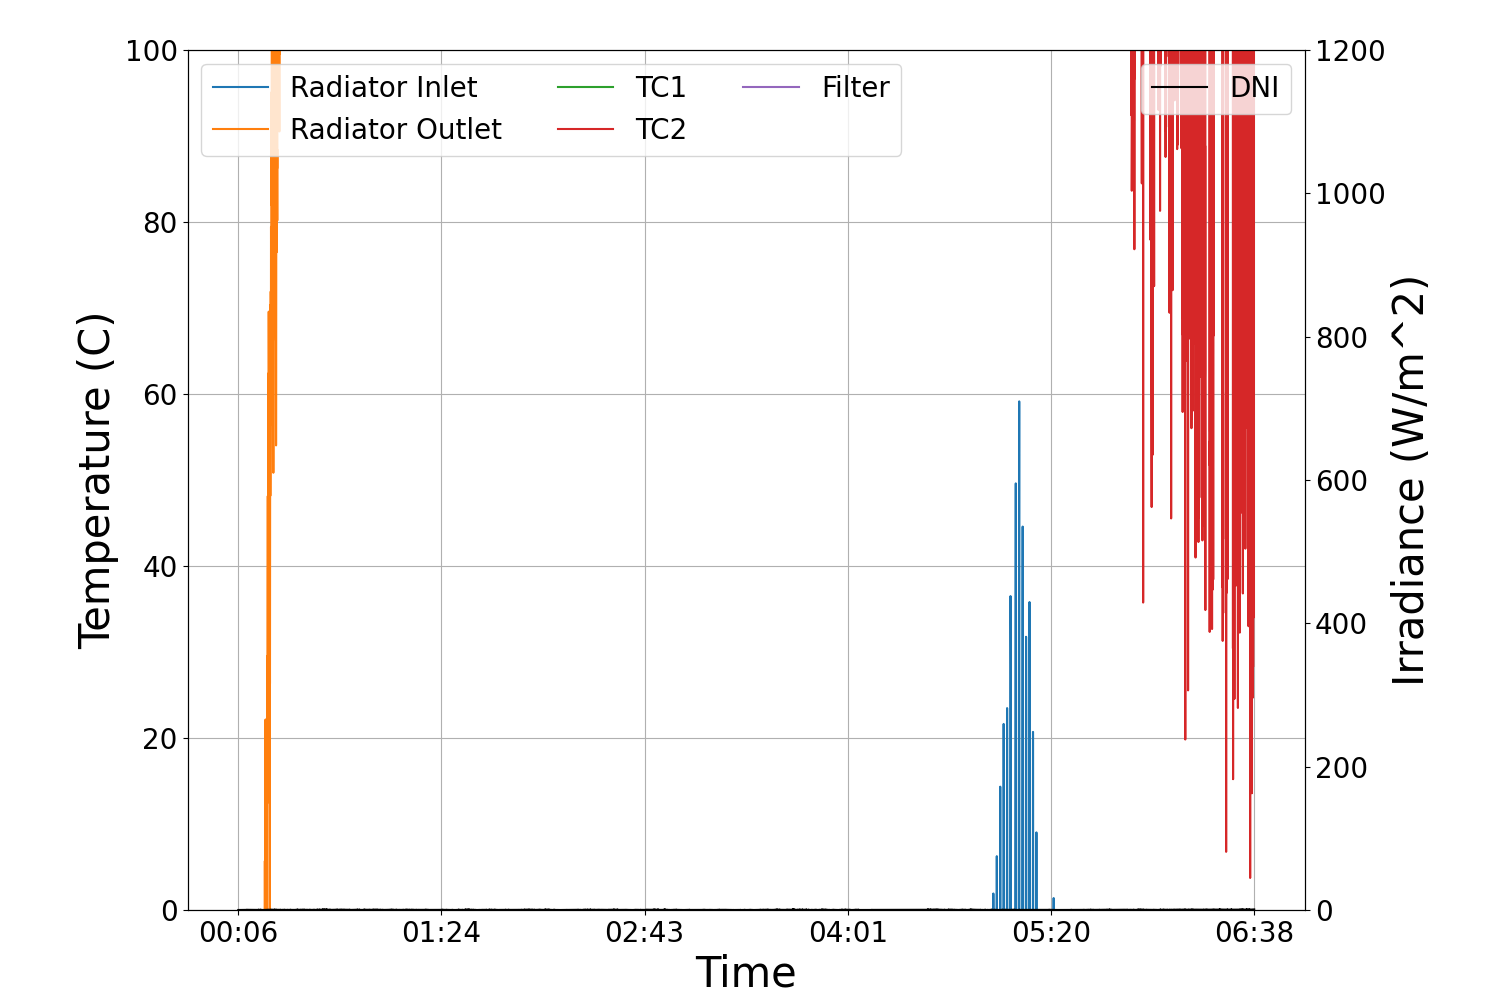 100
80
60
40
20
0
Temperature (C)
Radiator Inlet
Radiator Outlet
TC1
TC2
Filter
DNI
1200
1000
800
600
400
200
0
Irradiance (W/m^2)
00:06
01:24
02:43
04:01
05:20
06:38
Time